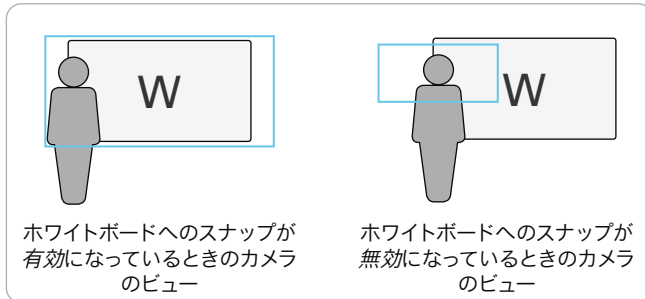 W
ホワイトボードへのスナップが
有効になっているときのカメラ
のビュー
W
ホワイトボードへのスナップが
無効になっているときのカメラ
のビュー